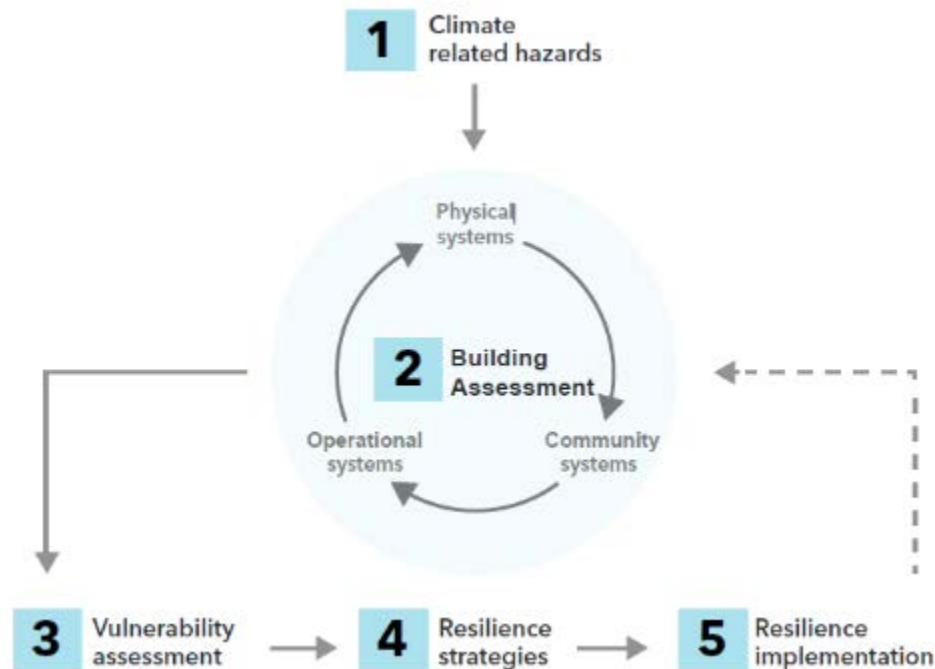 1 Climate
related hazards
Physical
systems
2 Building
Assessment
Operational
systems
Community
systems
3 Vulnerability
assessment
4 Resilience
strategies
5 Resilience
implementation